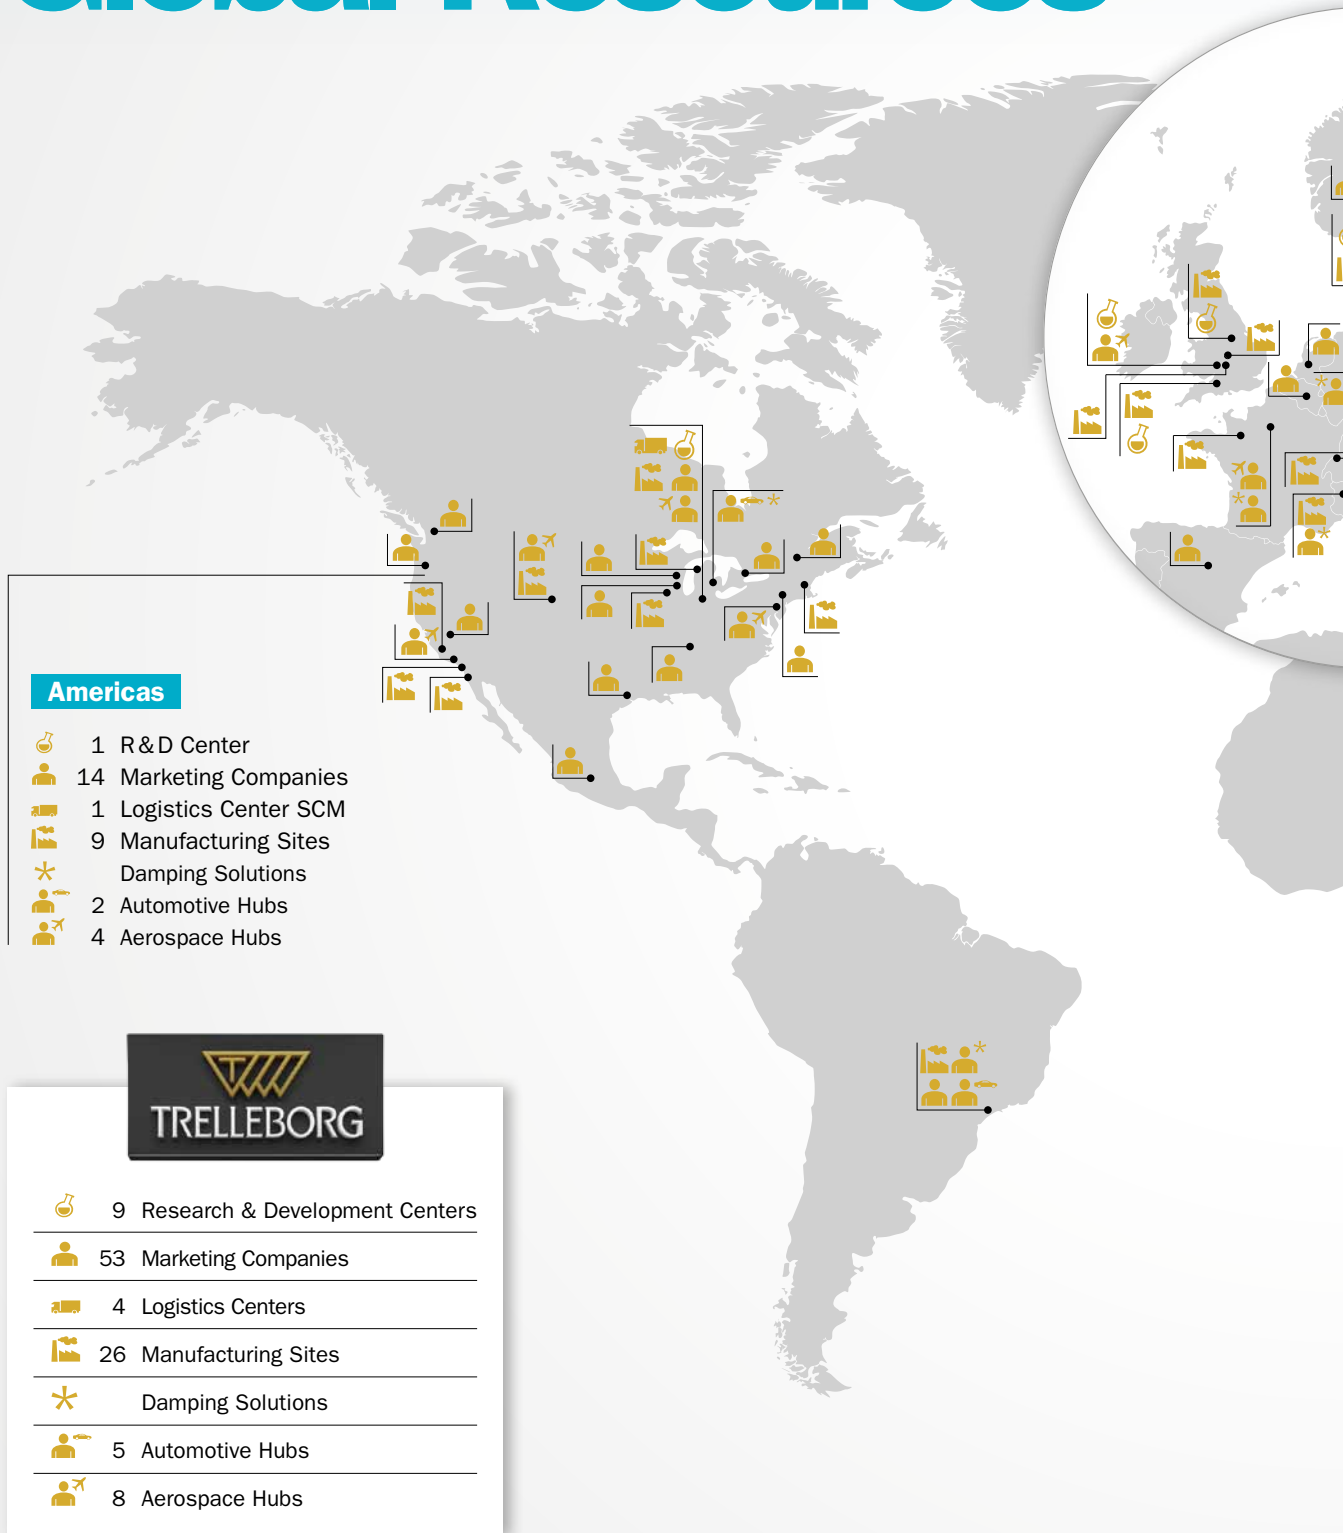 Global Resources
Americas
1 R&D Center
14 Marketing Companies
1 Logistics Center SCM
9 Manufacturing Sites
Damping Solutions
2 Automotive Hubs
4 Aerospace Hubs
TRELLEBORG
9 Research & Development Centers
53 Marketing Companies
4 Logistics Centers
26 Manufacturing Sites
Damping Solutions
5 Automotive Hubs
8 Aerospace Hubs